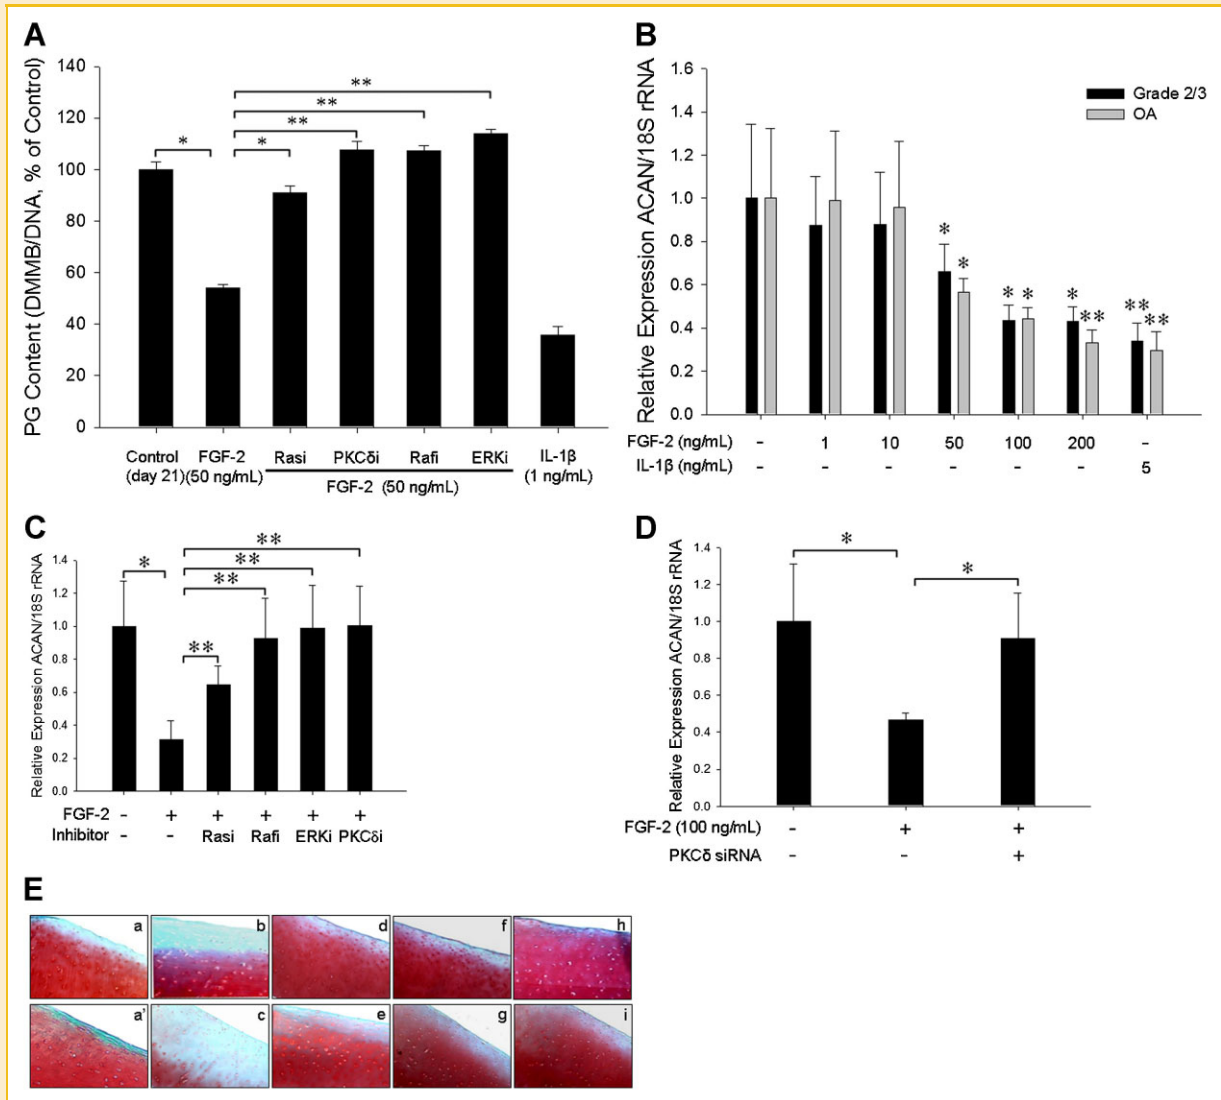 A
PG Content (DMMB/DNA, % of Control)
140
120
100
80
60
40
20
0
*
*
**
**
**
Control (day 21)
FGF-2 (50 ng/mL)
Rasi
PKCδi
Rafi
ERKi
FGF-2 (50 ng/mL)
IL-1β (1 ng/mL)
B
Relative Expression ACAN/18S rRNA
1.6
1.4
1.2
1.0
0.8
0.6
0.4
0.2
0.0
Grade 2/3
OA
* * * * * ** ** **
FGF-2 (ng/mL) - 1 10 50 100 200 -
IL-1β (ng/mL) - - - - - - 5
C
Relative Expression ACAN/18S rRNA
1.4
1.2
1.0
0.8
0.6
0.4
0.2
0.0
*
**
**
**
**
FGF-2 - + + + + +
Inhibitor - - Rasi Rafi ERKi PKCδi
D
Relative Expression ACAN/18S rRNA
1.4
1.2
1.0
0.8
0.6
0.4
0.2
0.0
*
*
FGF-2 (100 ng/mL) - + +
PKCδ siRNA - - +
E
a b d f h
a' c e g i